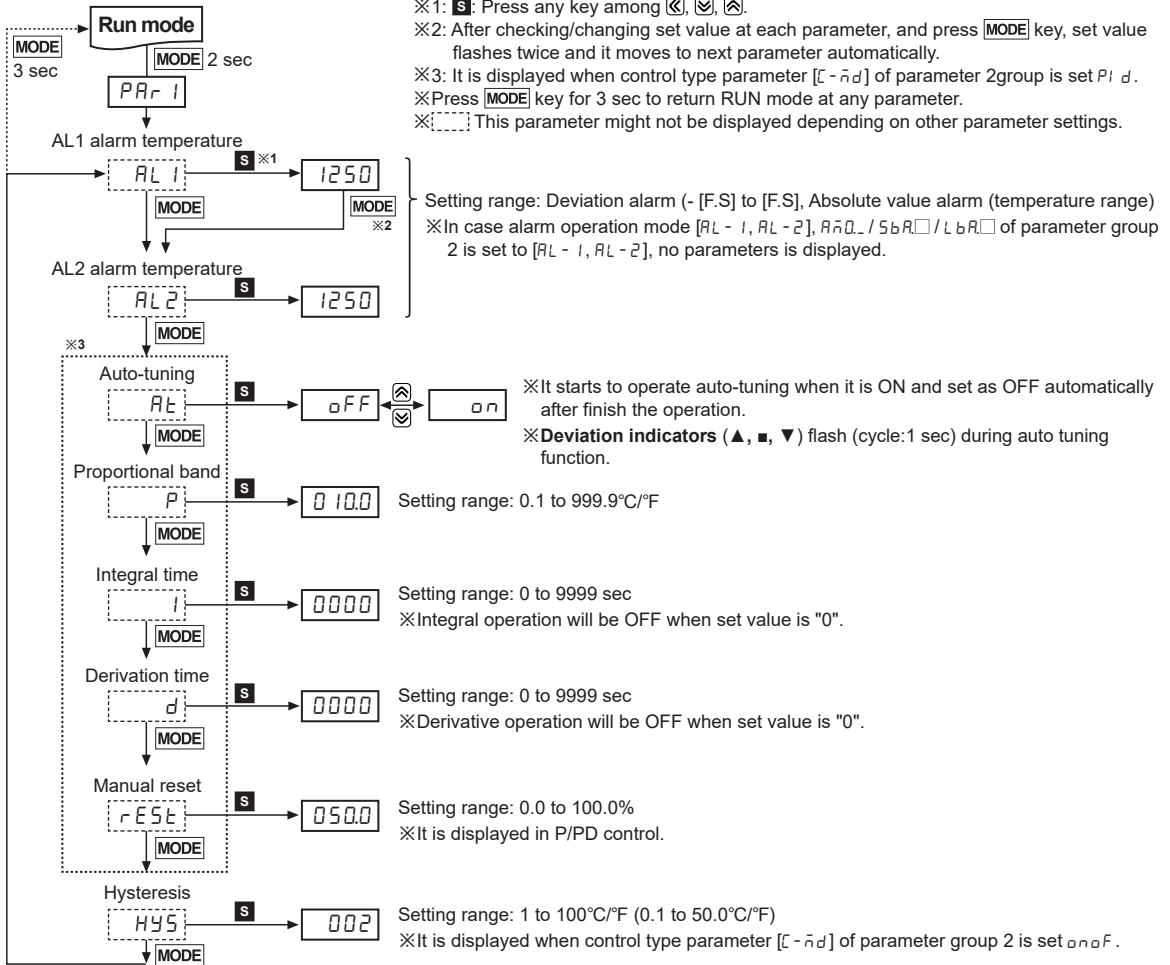 ※1: S: Press any key among «, ︾, ︽.
※2: After checking/changing set value at each parameter, and press MODE key, set value
flashes twice and it moves to next parameter automatically.
※3: It is displayed when control type parameter [C-ñd] of parameter 2group is set PI d.
※Press MODE key for 3 sec to return RUN mode at any parameter.
※[ ] This parameter might not be displayed depending on other parameter settings.
Run mode
MODE
3 sec
MODE 2 sec
PAr 1
AL1 alarm temperature
AL1
S ※1
1250
MODE
MODE
※2
Setting range: Deviation alarm (- [F.S] to [F.S], Absolute value alarm (temperature range)
※In case alarm operation mode [AL-1, AL-2], Añ0._ / SbA.□ / LbA.□ of parameter group
2 is set to [AL-1, AL-2], no parameters is displayed.
AL2 alarm temperature
AL2
S
1250
MODE
※3
Auto-tuning
At
S
oFF
on
MODE
※It starts to operate auto-tuning when it is ON and set as OFF automatically
after finish the operation.
※Deviation indicators (▲, ■, ▼) flash (cycle:1 sec) during auto tuning
function.
Proportional band
P
S
010.0
MODE
Setting range: 0.1 to 999.9℃/℉
Integral time
I
S
0000
MODE
Setting range: 0 to 9999 sec
※Integral operation will be OFF when set value is "0".
Derivation time
d
S
0000
MODE
Setting range: 0 to 9999 sec
※Derivative operation will be OFF when set value is "0".
Manual reset
rESt
S
050.0
MODE
Setting range: 0.0 to 100.0%
※It is displayed in P/PD control.
Hysteresis
HYS
S
002
MODE
Setting range: 1 to 100℃/℉ (0.1 to 50.0℃/℉)
※It is displayed when control type parameter [C-ñd] of parameter group 2 is set onoF.